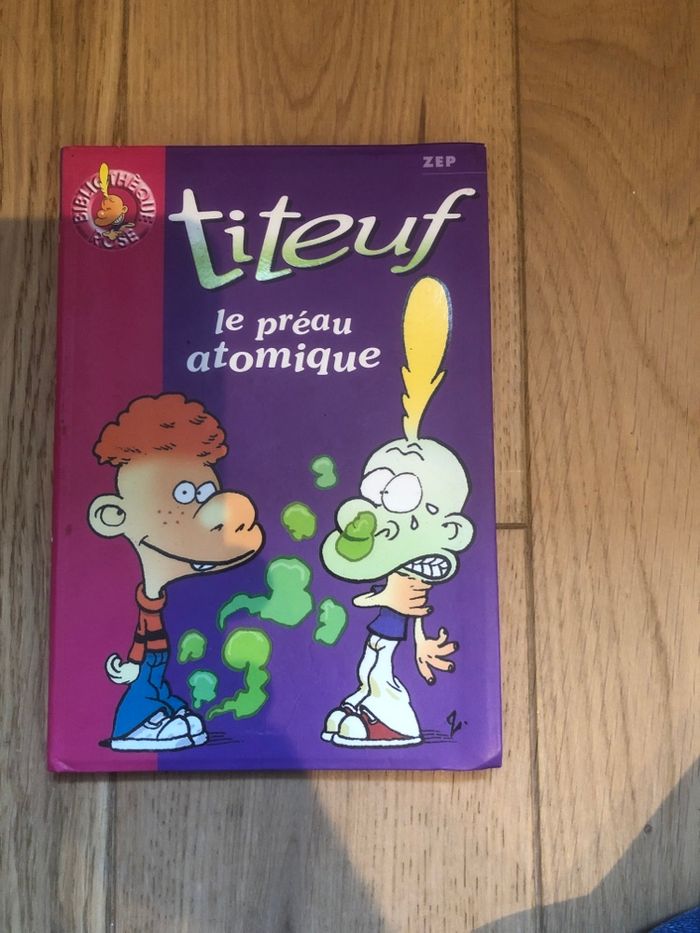 ZEP
BIBLIOTHÈQUE
ROSE
titeuf
le préau
atomique
Z.